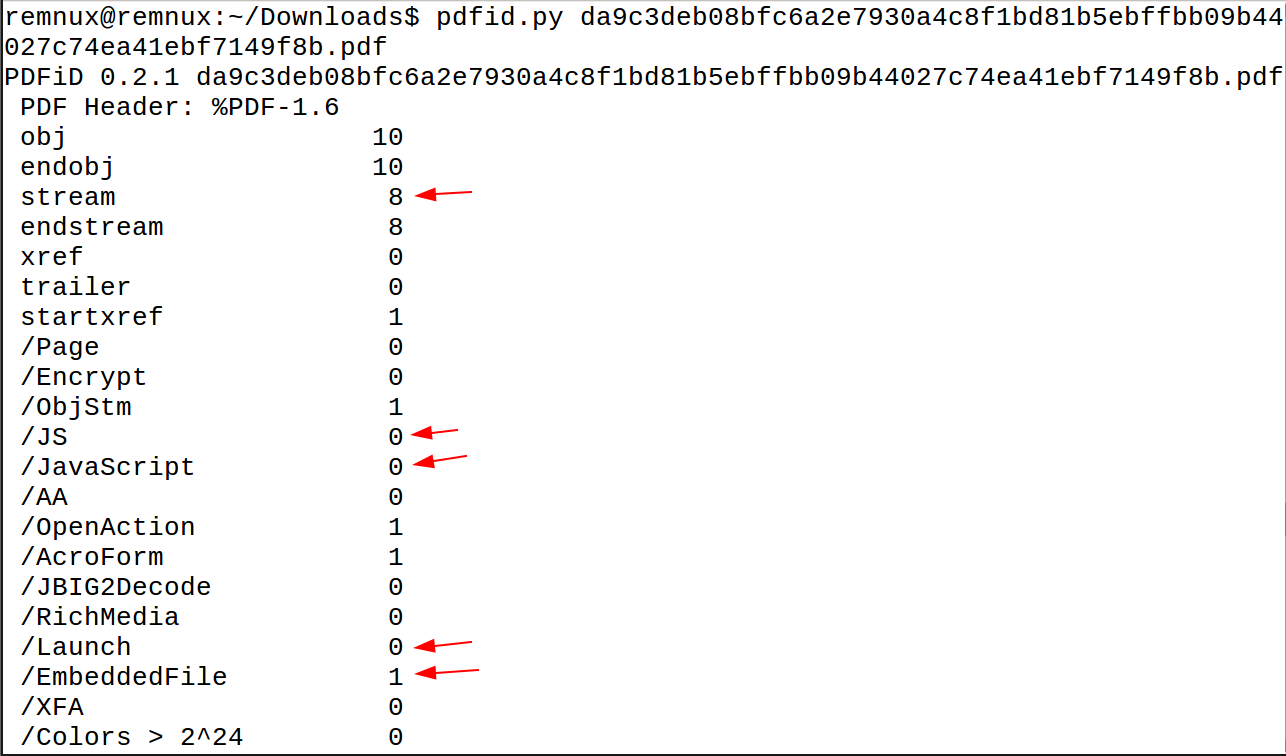 remnux@remnux:~/Downloads$ pdfid.py da9c3deb08bfc6a2e7930a4c8f1bd81b5ebffbb09b44
027c74ea41ebf7149f8b.pdf
PDFiD 0.2.1 da9c3deb08bfc6a2e7930a4c8f1bd81b5ebffbb09b44027c74ea41ebf7149f8b.pdf
PDF Header: %PDF-1.6
obj 10
endobj 10
stream 8
endstream 8
xref 0
trailer 0
startxref 1
/Page 0
/Encrypt 0
/ObjStm 1
/JS 0
/JavaScript 0
/AA 0
/OpenAction 1
/AcroForm 1
/JBIG2Decode 0
/RichMedia 0
/Launch 0
/EmbeddedFile 1
/XFA 0
/Colors > 2^24 0